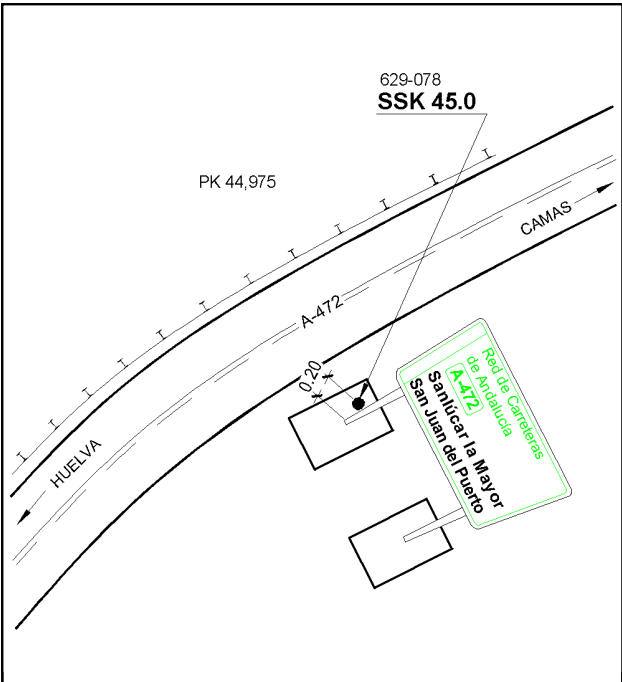 629-078
SSK 45.0
PK 44,975
CAMAS
A-472
0.20
HUELVA
Red de Carreteras
de Andalucía
A-472
Sanlúcar la Mayor
San Juan del Puerto